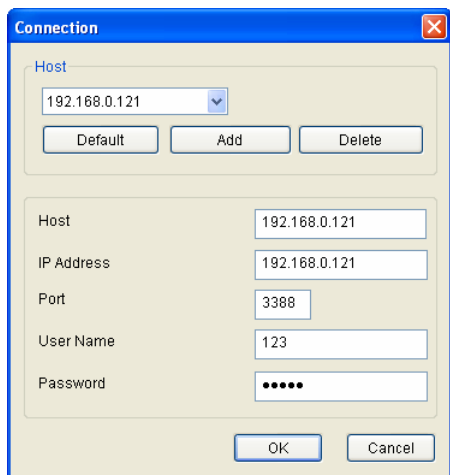 Connection
Host
192.168.0.121
Default Add Delete
Host 192.168.0.121
IP Address 192.168.0.121
Port 3388
User Name 123
Password •••••
OK Cancel